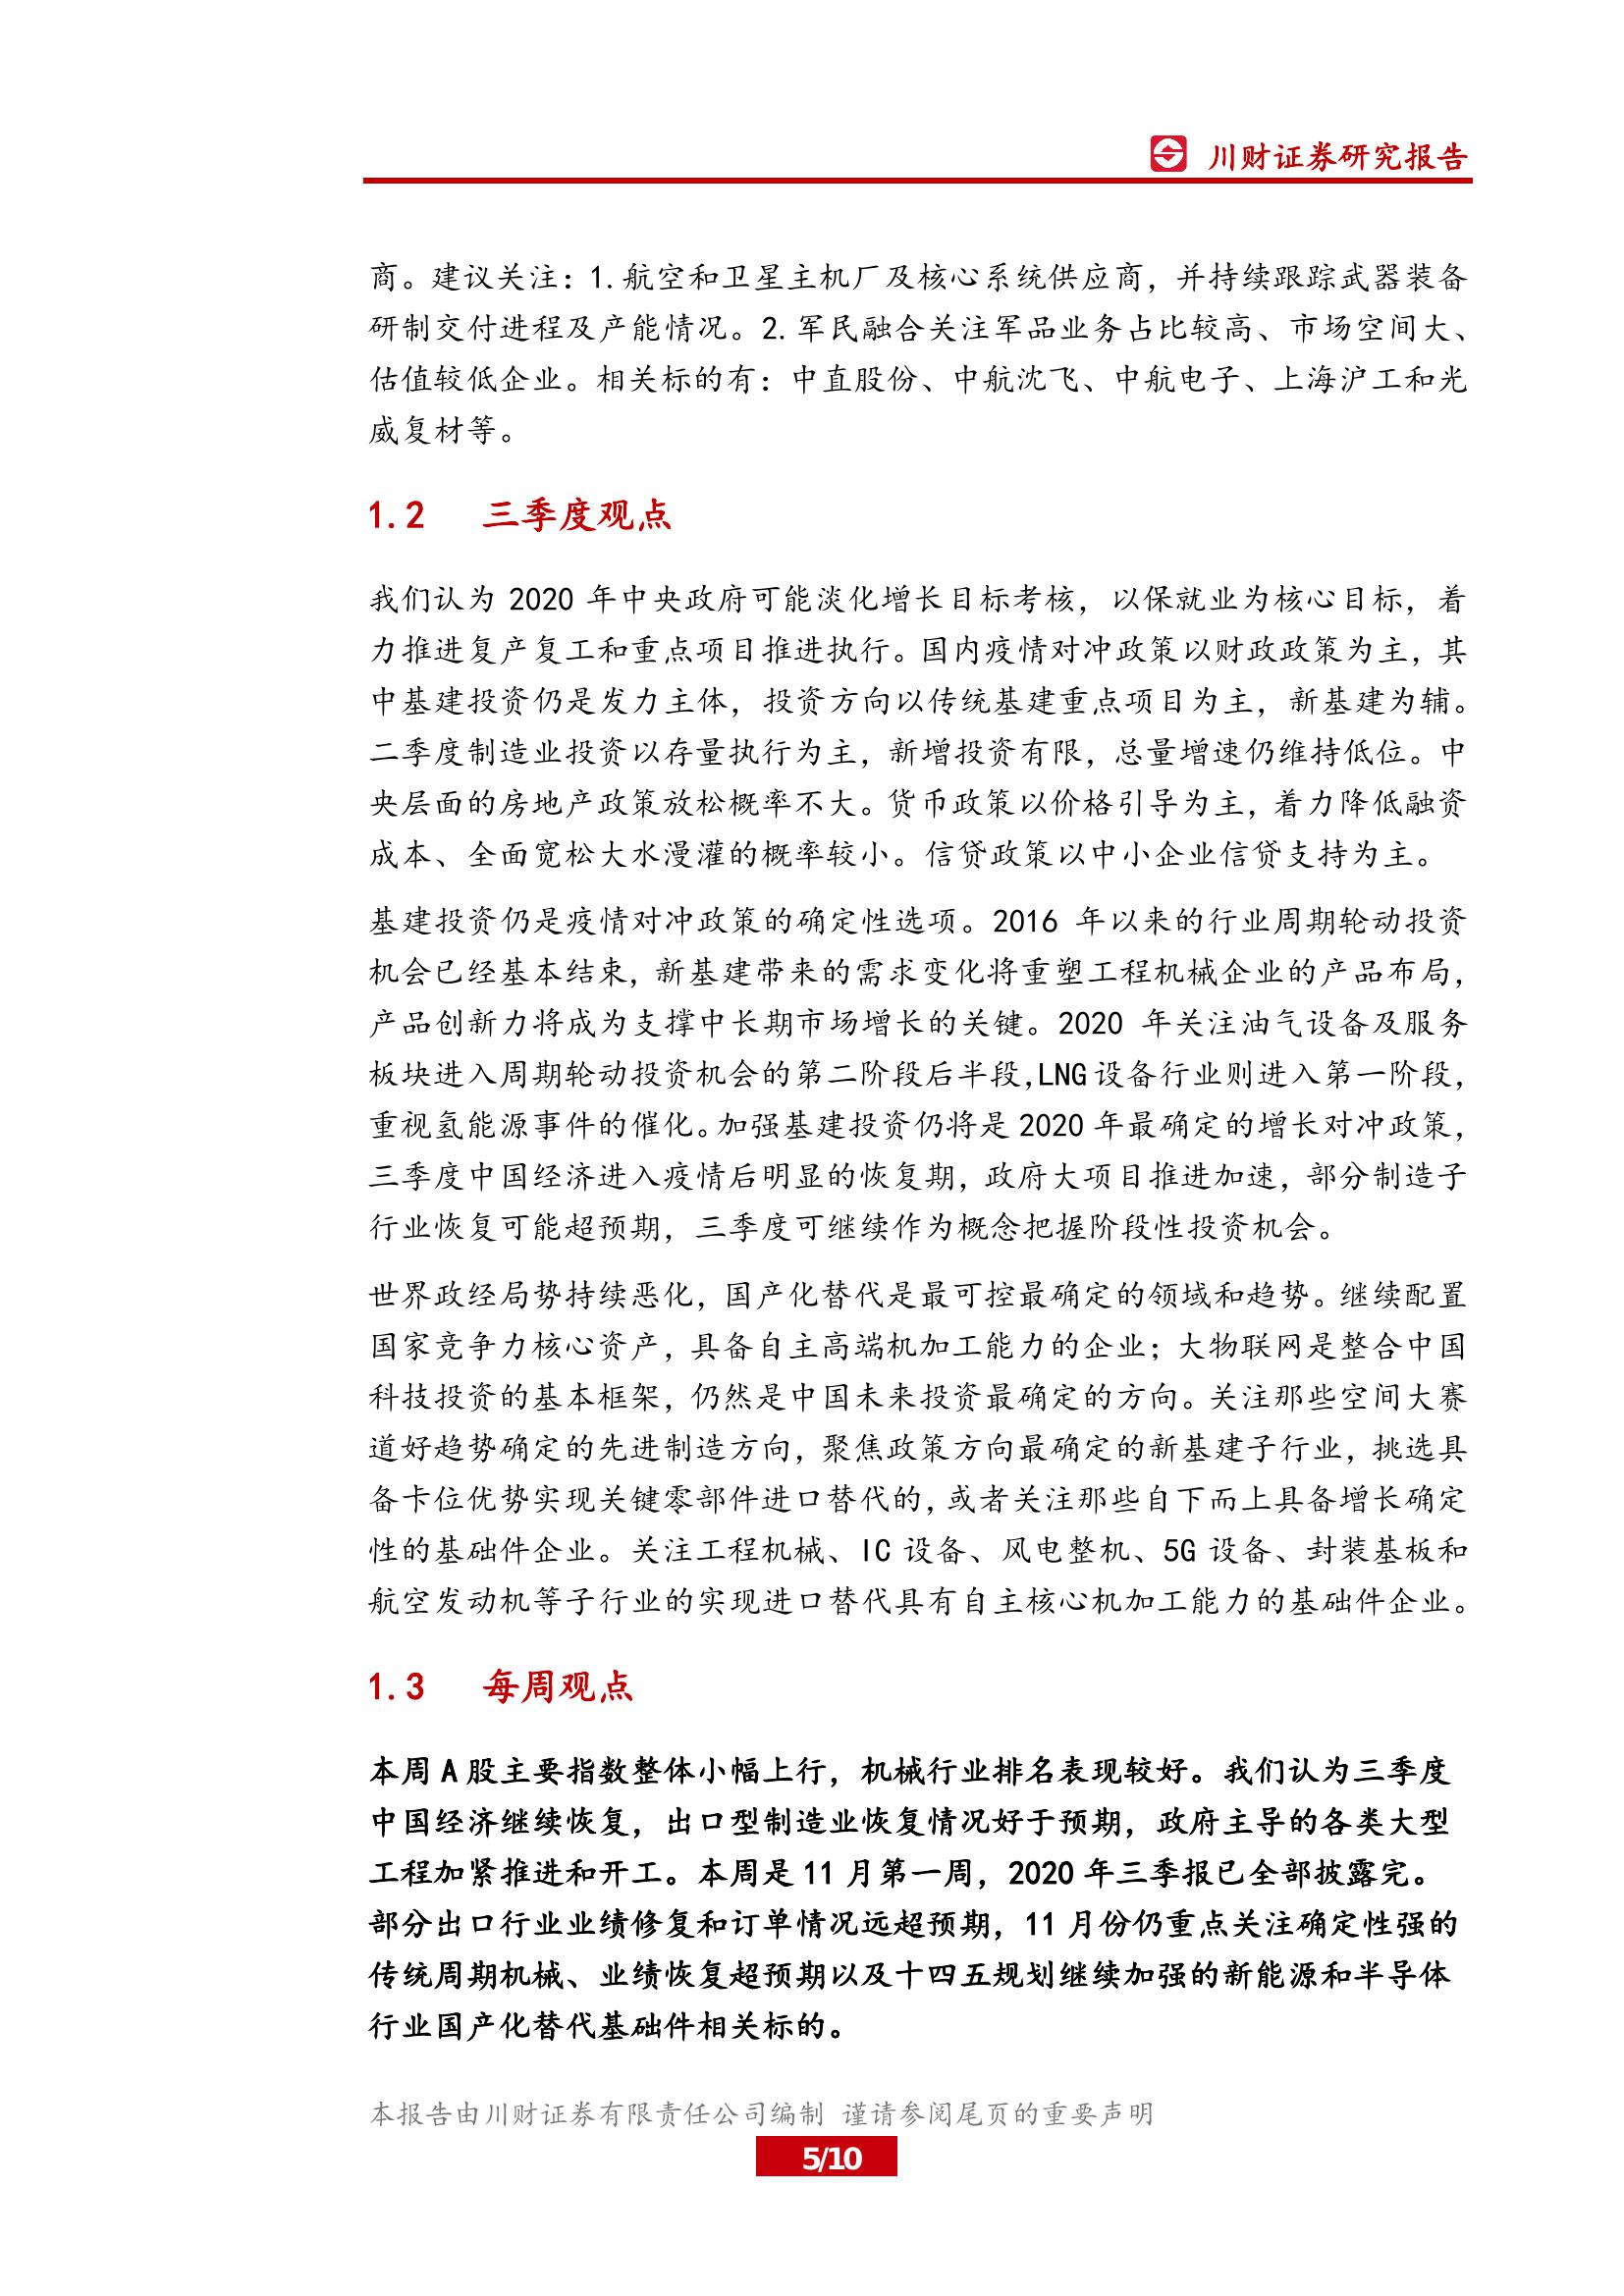 川财证券研究报告
商。建议关注：1.航空和卫星主机厂及核心系统供应商，并持续跟踪武器装备
研制交付进程及产能情况。2.军民融合关注军品业务占比较高、市场空间大、
估值较低企业。相关标的有：中直股份、中航沈飞、中航电子、上海沪工和光
威复材等。
1.2 三季度观点
我们认为 2020 年中央政府可能淡化增长目标考核，以保就业为核心目标，着
力推进复产复工和重点项目推进执行。国内疫情对冲政策以财政政策为主，其
中基建投资仍是发力主体，投资方向以传统基建重点项目为主，新基建为辅。
二季度制造业投资以存量执行为主，新增投资有限，总量增速仍维持低位。中
央层面的房地产政策放松概率不大。货币政策以价格引导为主，着力降低融资
成本、全面宽松大水漫灌的概率较小。信贷政策以中小企业信贷支持为主。
基建投资仍是疫情对冲政策的确定性选项。2016 年以来的行业周期轮动投资
机会已经基本结束，新基建带来的需求变化将重塑工程机械企业的产品布局，
产品创新力将成为支撑中长期市场增长的关键。2020 年关注油气设备及服务
板块进入周期轮动投资机会的第二阶段后半段，LNG 设备行业则进入第一阶段，
重视氢能源事件的催化。加强基建投资仍将是 2020 年最确定的增长对冲政策，
三季度中国经济进入疫情后明显的恢复期，政府大项目推进加速，部分制造子
行业恢复可能超预期，三季度可继续作为概念把握阶段性投资机会。
世界政经局势持续恶化，国产化替代是最可控最确定的领域和趋势。继续配置
国家竞争力核心资产，具备自主高端机加工能力的企业；大物联网是整合中国
科技投资的基本框架，仍然是中国未来投资最确定的方向。关注那些空间大赛
道好趋势确定的先进制造方向，聚焦政策方向最确定的新基建子行业，挑选具
备卡位优势实现关键零部件进口替代的，或者关注那些自下而上具备增长确定
性的基础件企业。关注工程机械、IC 设备、风电整机、5G 设备、封装基板和
航空发动机等子行业的实现进口替代具有自主核心机加工能力的基础件企业。
1.3 每周观点
本周 A 股主要指数整体小幅上行，机械行业排名表现较好。我们认为三季度
中国经济继续恢复，出口型制造业恢复情况好于预期，政府主导的各类大型
工程加紧推进和开工。本周是 11 月第一周，2020 年三季报已全部披露完。
部分出口行业业绩修复和订单情况远超预期，11 月份仍重点关注确定性强的
传统周期机械、业绩恢复超预期以及十四五规划继续加强的新能源和半导体
行业国产化替代基础件相关标的。
本报告由川财证券有限责任公司编制 谨请参阅尾页的重要声明
5/10